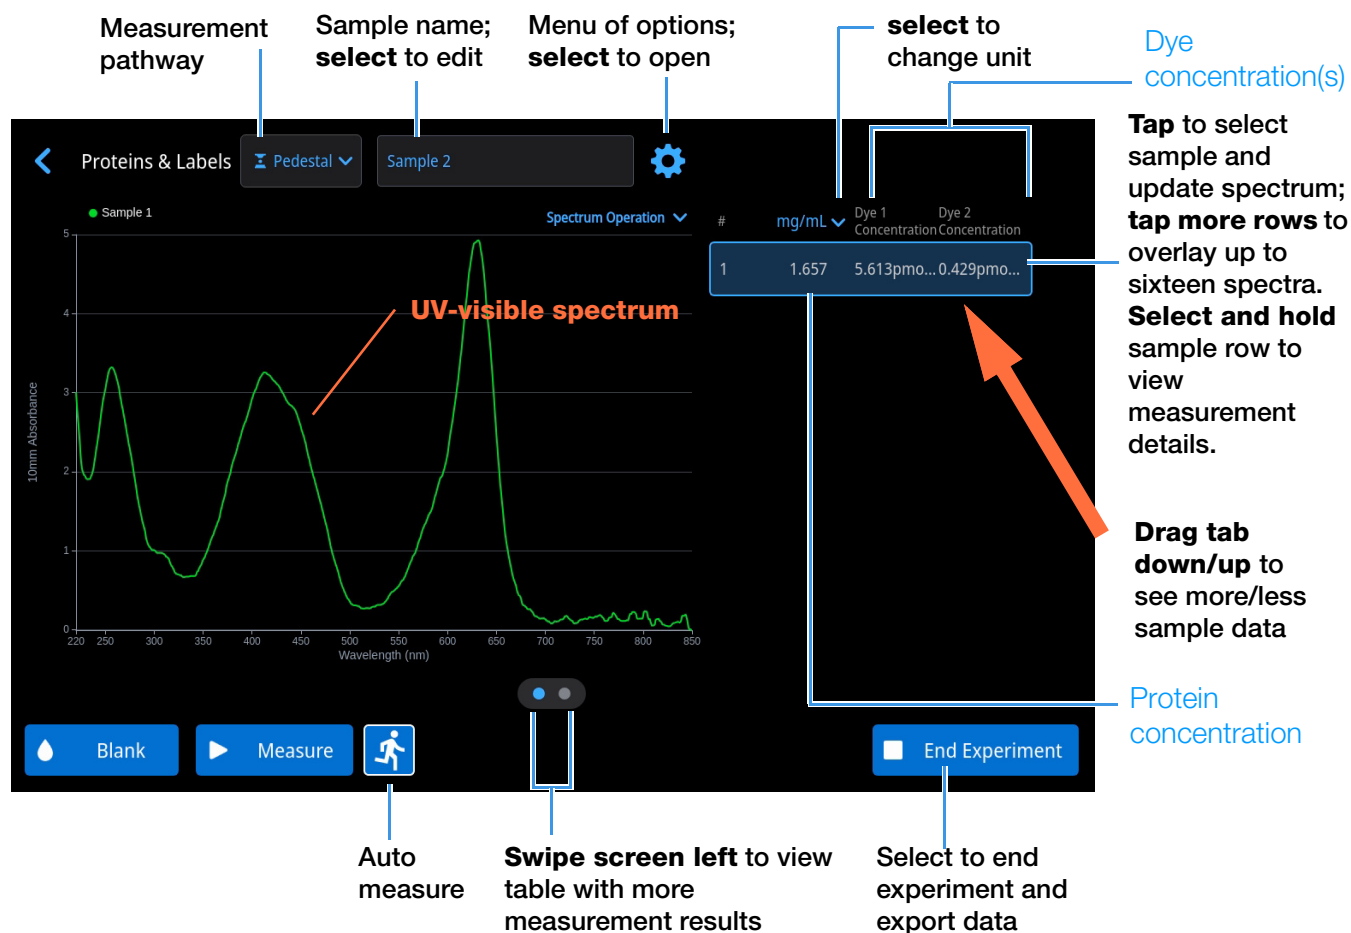 Measurement
pathway
Sample name;
select to edit
Menu of options;
select to open
select to
change unit
Dye
concentration(s)
Tap to select
sample and
update spectrum;
tap more rows to
overlay up to
sixteen spectra.
Select and hold
sample row to
view
measurement
details.
Proteins & Labels
Pedestal
Sample 2
Sample 1
Spectrum Operation
#
mg/mL
Dye 1
Concentration
Dye 2
Concentration
1
1.657
5.613pmo...
0.429pmo...
UV-visible spectrum
10mm Absorbance
5
4
3
2
1
0
220 250 300 350 400 450 500 550 600 650 700 750 800 850
Wavelength (nm)
Drag tab
down/up to
see more/less
sample data
Protein
concentration
Blank
Measure
End Experiment
Auto
measure
Swipe screen left to view
table with more
measurement results
Select to end
experiment and
export data